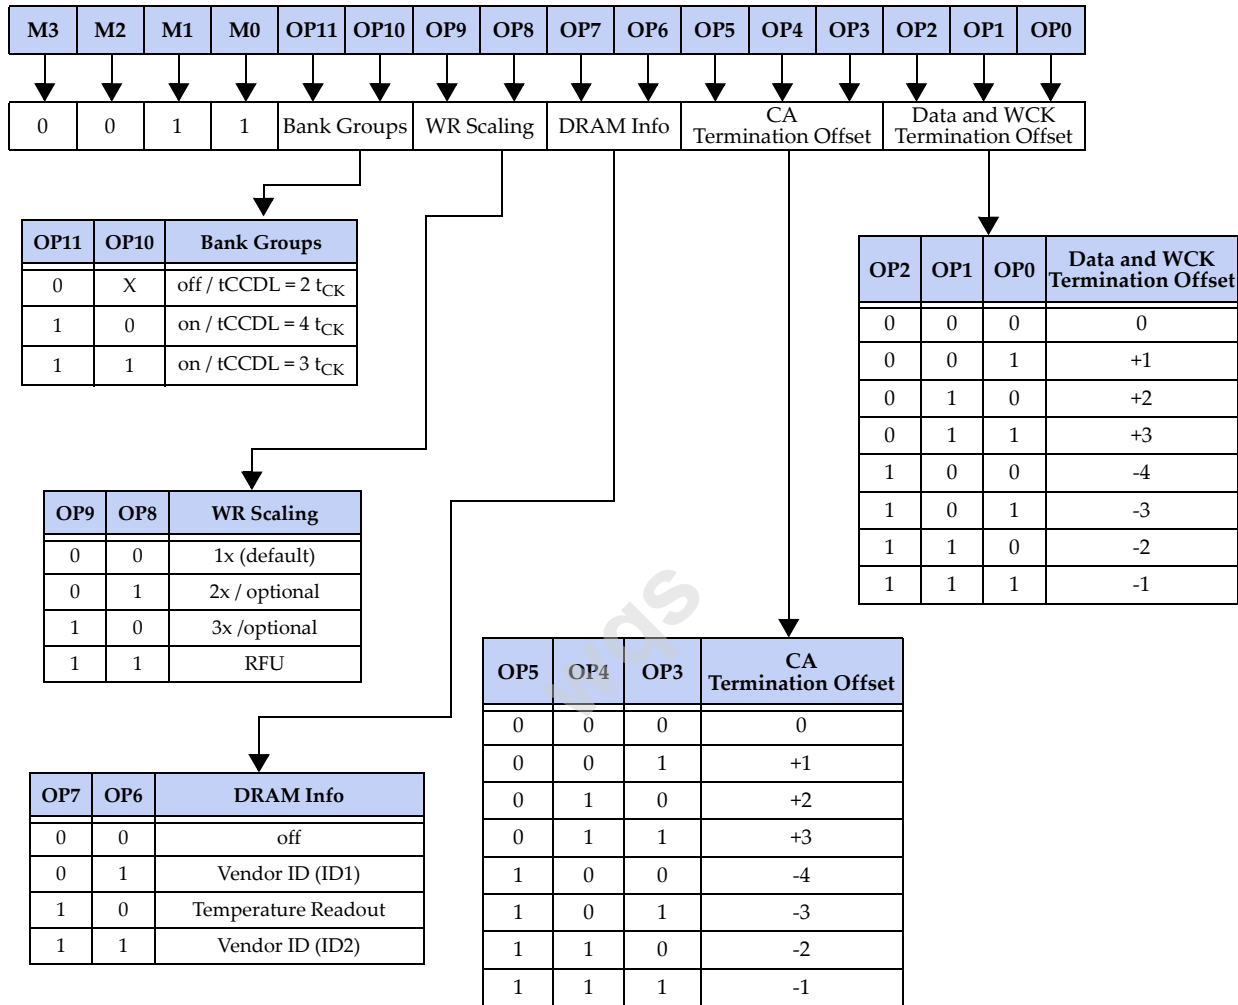 M3 M2 M1 M0 OP11 OP10 OP9 OP8 OP7 OP6 OP5 OP4 OP3 OP2 OP1 OP0
0 0 1 1 Bank Groups WR Scaling DRAM Info CA Termination Offset Data and WCK Termination Offset
OP11 OP10 Bank Groups
0 X off / tCCDL = 2 tCK
1 0 on / tCCDL = 4 tCK
1 1 on / tCCDL = 3 tCK
OP2 OP1 OP0 Data and WCK Termination Offset
0 0 0 0
0 0 1 +1
0 1 0 +2
0 1 1 +3
1 0 0 -4
1 0 1 -3
1 1 0 -2
1 1 1 -1
OP9 OP8 WR Scaling
0 0 1x (default)
0 1 2x / optional
1 0 3x /optional
1 1 RFU
wqs
OP5 OP4 OP3 CA Termination Offset
0 0 0 0
0 0 1 +1
0 1 0 +2
0 1 1 +3
1 0 0 -4
1 0 1 -3
1 1 0 -2
1 1 1 -1
OP7 OP6 DRAM Info
0 0 off
0 1 Vendor ID (ID1)
1 0 Temperature Readout
1 1 Vendor ID (ID2)